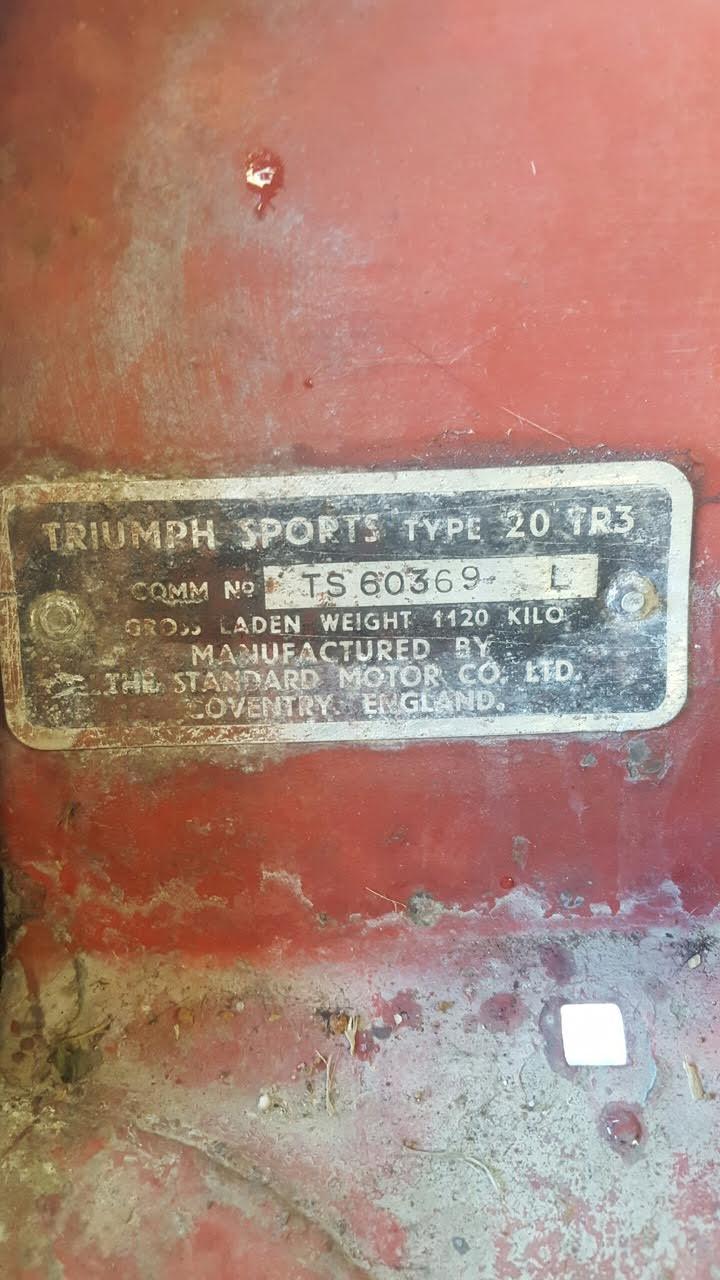 TRIUMPH SPORTS TYPE 20 TR3
COMM Nº TS 60369 L
GROSS LADEN WEIGHT 1120 KILO
MANUFACTURED BY
THE STANDARD MOTOR CO. LTD.
COVENTRY. ENGLAND.